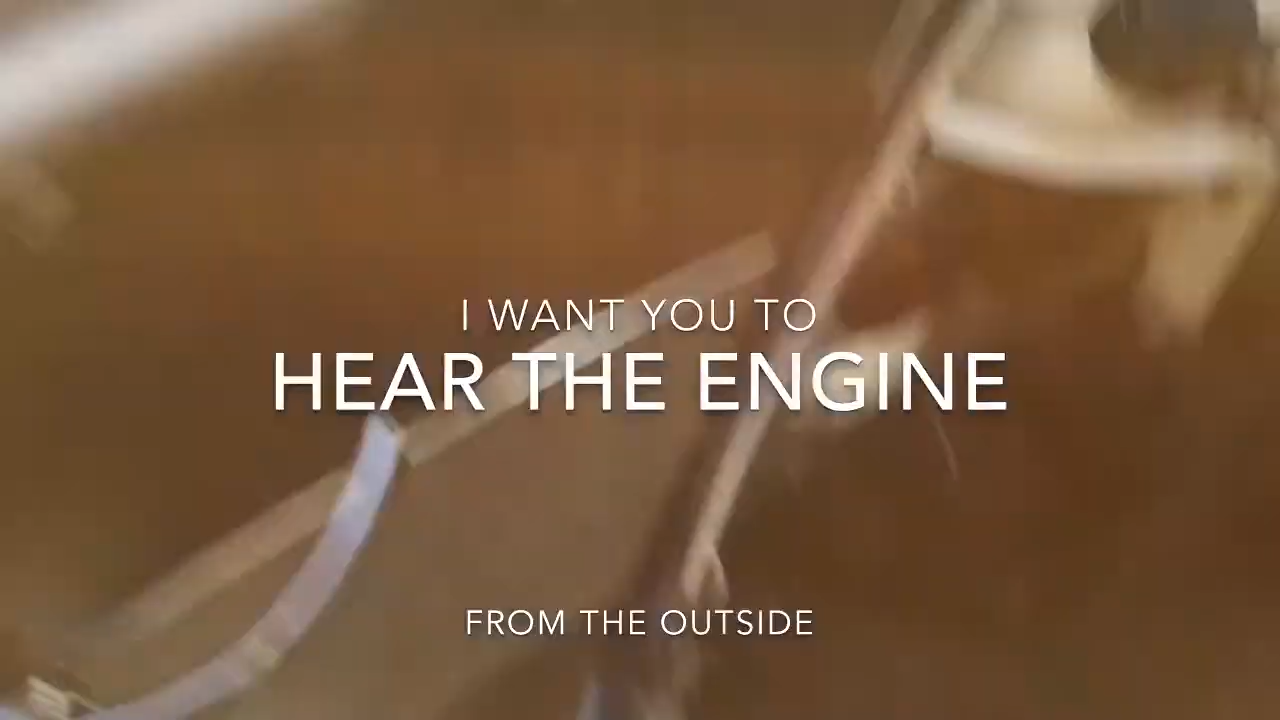 I WANT YOU TO
HEAR THE ENGINE
FROM THE OUTSIDE